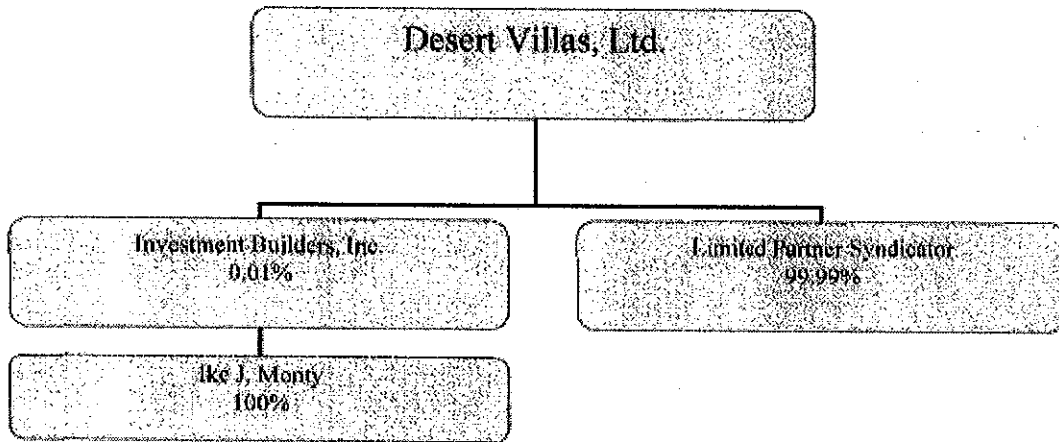 Desert Villas, Ltd.
Investment Builders, Inc.
0.01%
Limited Partner Syndicator
99.99%
Ike J. Monty
100%